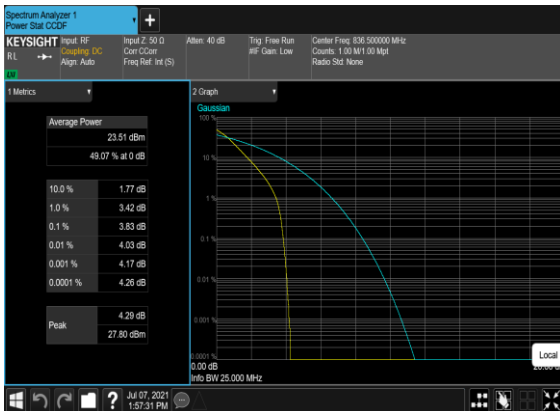 Spectrum Analyzer 1
Power Stat CCDF
+
KEYSIGHT
RL
Input: RF
Coupling: DC
Align: Auto
Input Z: 50 Ω
Corr CCorr
Freq Ref: Int (S)
Atten: 40 dB
Trig: Free Run
#IF Gain: Low
Center Freq: 836.500000 MHz
Counts: 1.00 M/1.00 Mpt
Radio Std: None
1 Metrics
Average Power
23.51 dBm
49.07 % at 0 dB
10.0 % 1.77 dB
1.0 % 3.42 dB
0.1 % 3.83 dB
0.01 % 4.03 dB
0.001 % 4.17 dB
0.0001 % 4.26 dB
Peak
4.29 dB
27.80 dBm
2 Graph
Gaussian
100 %
10 %
1 %
0.1 %
0.01 %
0.001 %
0.0001 %
0.00 dB
Info BW 25.000 MHz
Local
?
Jul 07, 2021
1:57:31 PM